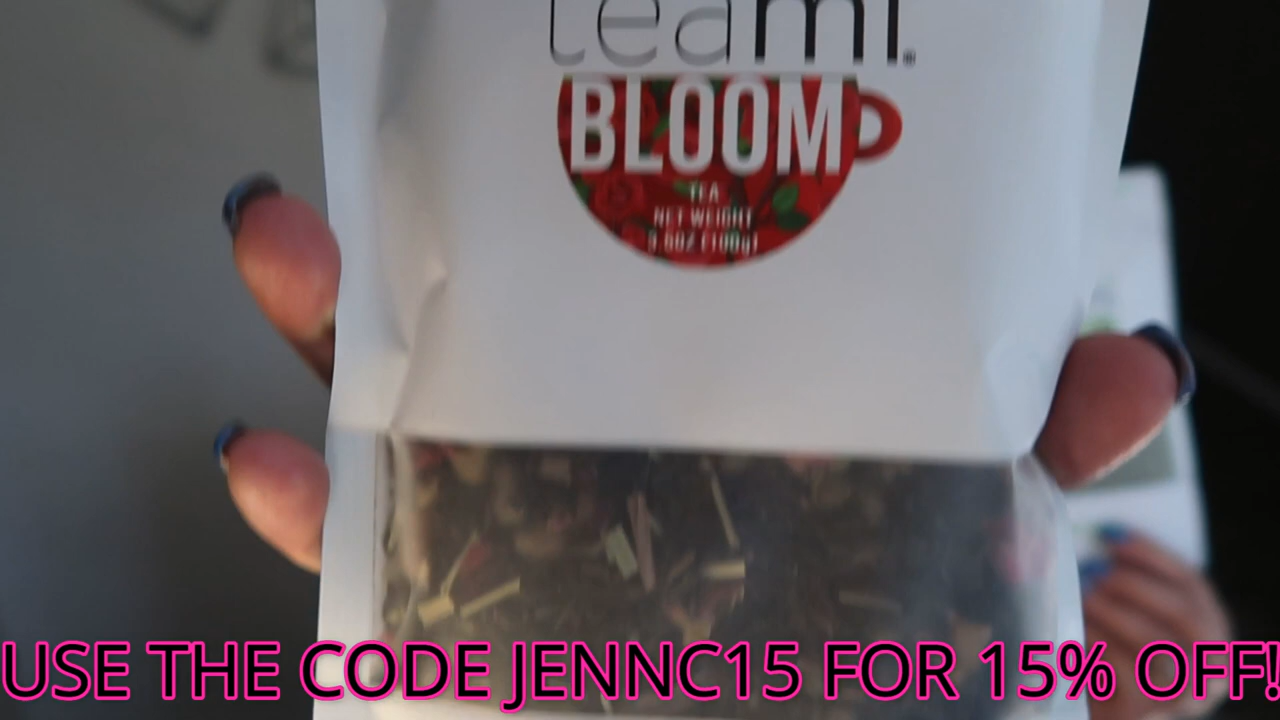 teami®
BLOOM
TEA
NET WEIGHT
USE THE CODE JENNC15 FOR 15% OFF!